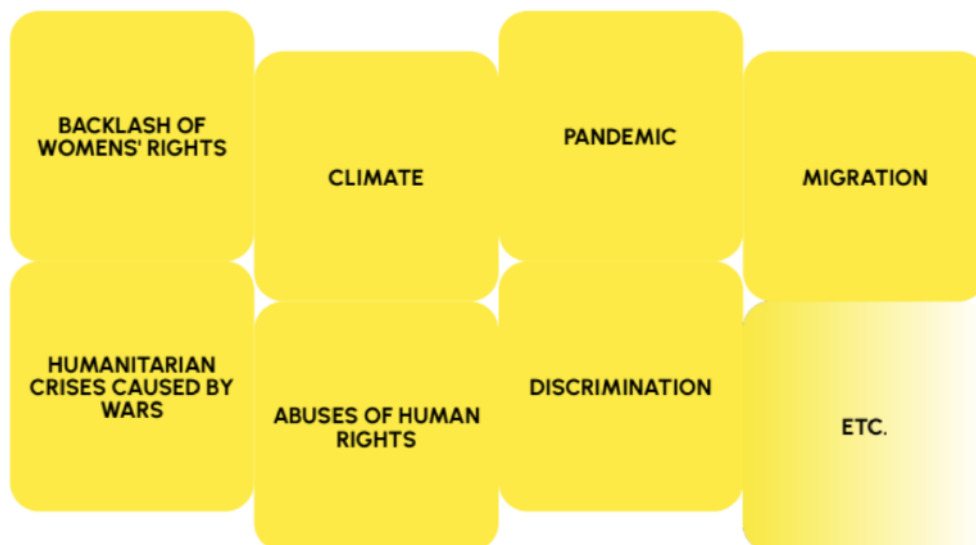 BACKLASH OF
WOMENS' RIGHTS
CLIMATE
PANDEMIC
MIGRATION
HUMANITARIAN
CRISES CAUSED BY
WARS
ABUSES OF HUMAN
RIGHTS
DISCRIMINATION
ETC.